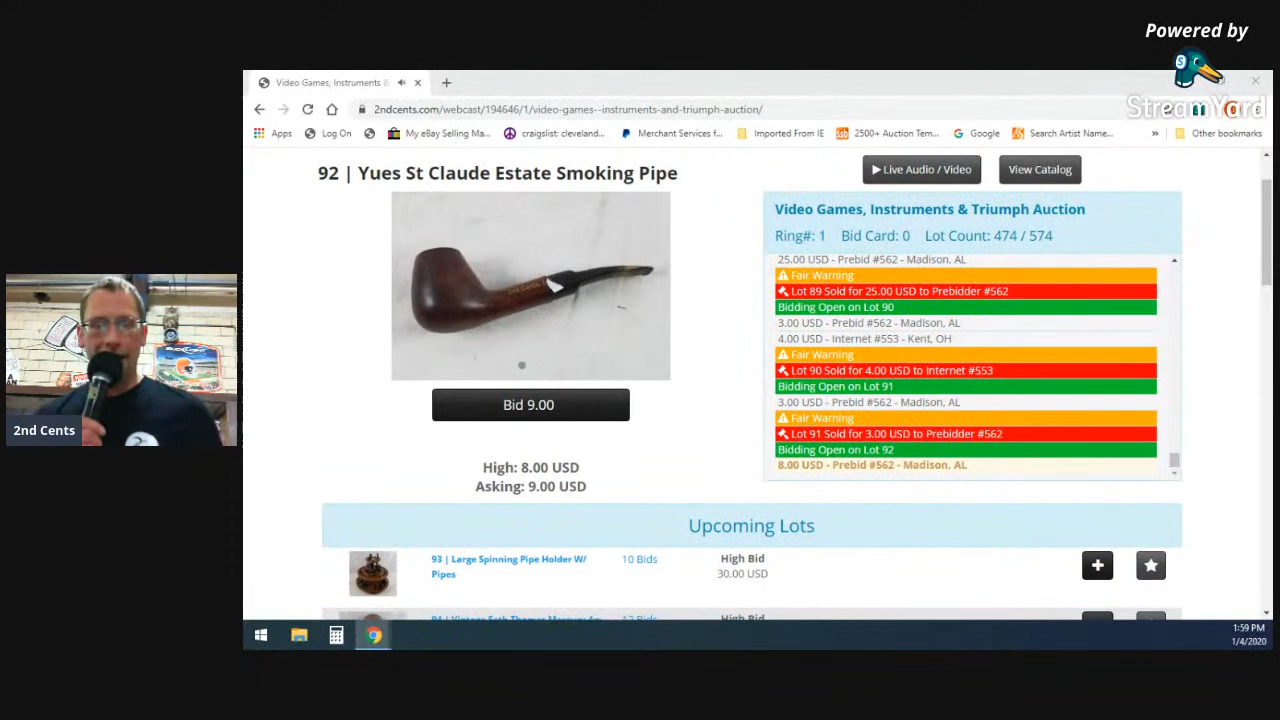 Powered by
StreamYard
Video Games, Instruments &
2ndcents.com/webcast/194646/1/video-games--instruments-and-triumph-auction/
Apps
Log On
My eBay Selling Ma...
craigslist: cleveland...
Merchant Services f...
Imported From IE
2500+ Auction Tem...
Google
Search Artist Name...
»
Other bookmarks
92 | Yues St Claude Estate Smoking Pipe
Live Audio / Video
View Catalog
Video Games, Instruments & Triumph Auction
Ring#: 1 Bid Card: 0 Lot Count: 474 / 574
25.00 USD - Prebid #562 - Madison, AL
Fair Warning
Lot 89 Sold for 25.00 USD to Prebidder #562
Bidding Open on Lot 90
3.00 USD - Prebid #562 - Madison, AL
4.00 USD - Internet #553 - Kent, OH
Fair Warning
Lot 90 Sold for 4.00 USD to Internet #553
Bidding Open on Lot 91
3.00 USD - Prebid #562 - Madison, AL
Fair Warning
Lot 91 Sold for 3.00 USD to Prebidder #562
Bidding Open on Lot 92
8.00 USD - Prebid #562 - Madison, AL
Bid 9.00
High: 8.00 USD
Asking: 9.00 USD
2nd Cents
Upcoming Lots
93 | Large Spinning Pipe Holder W/
Pipes
10 Bids
High Bid
30.00 USD
High Bid
1:59 PM
1/4/2020